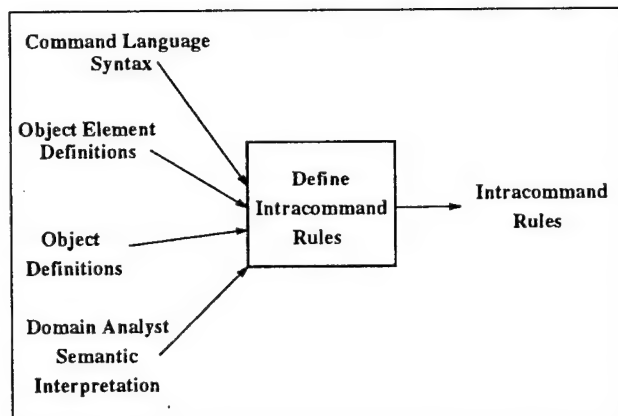 Command Language
Syntax
Object Element
Definitions
Object
Definitions
Domain Analyst
Semantic
Interpretation
Define
Intracommand
Rules
Intracommand
Rules